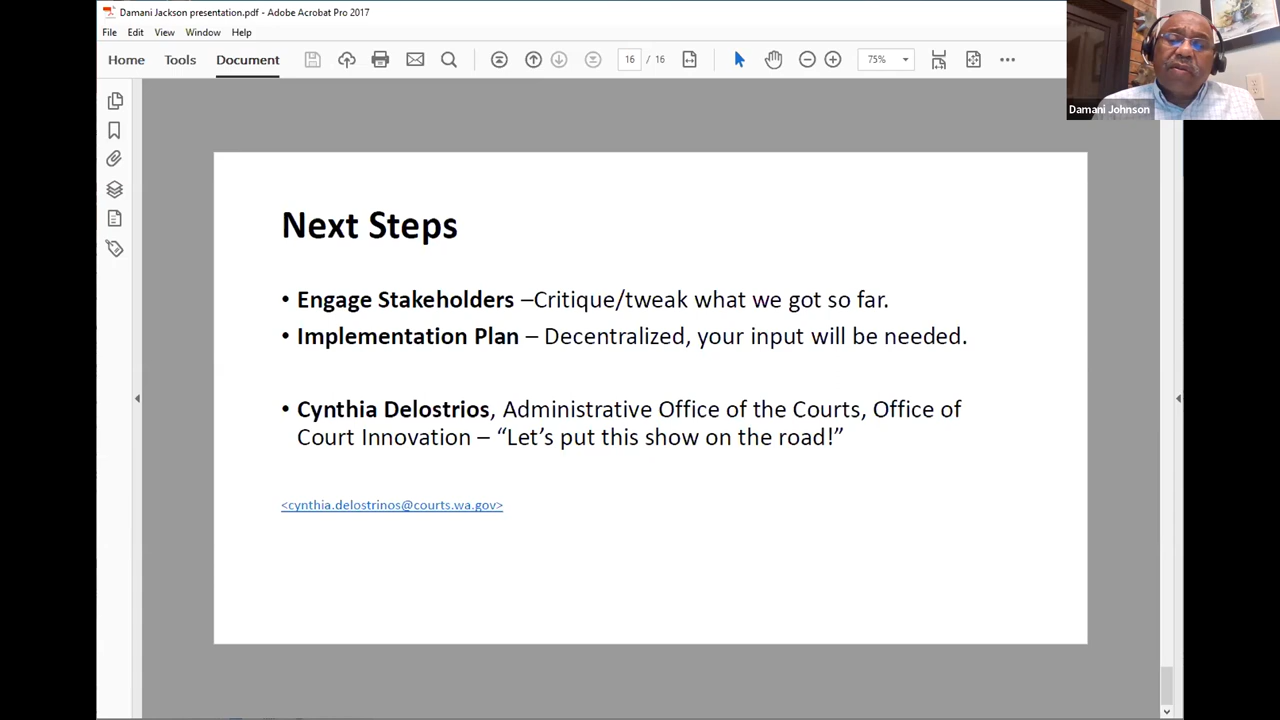 Damani Jackson presentation.pdf - Adobe Acrobat Pro 2017
File Edit View Window Help
Home Tools Document 16 / 16 75%
Damani Johnson
Next Steps
• Engage Stakeholders –Critique/tweak what we got so far.
• Implementation Plan – Decentralized, your input will be needed.
• Cynthia Delostrios, Administrative Office of the Courts, Office of
Court Innovation – “Let’s put this show on the road!”
<cynthia.delostrinos@courts.wa.gov>